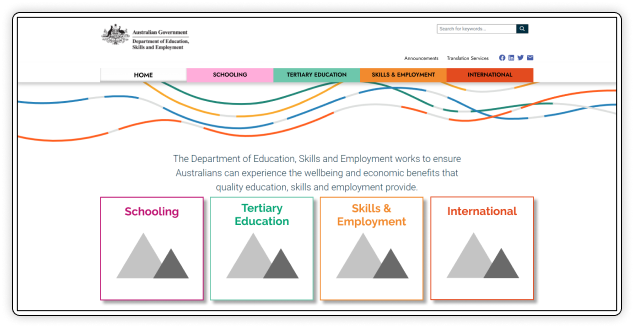 Australian Government
Department of Education,
Skills and Employment
Search for keywords...
Announcements
Translation Services
HOME
SCHOOLING
TERTIARY EDUCATION
SKILLS & EMPLOYMENT
INTERNATIONAL
The Department of Education, Skills and Employment works to ensure
Australians can experience the wellbeing and economic benefits that
quality education, skills and employment provide.
Schooling
Tertiary
Education
Skills &
Employment
International